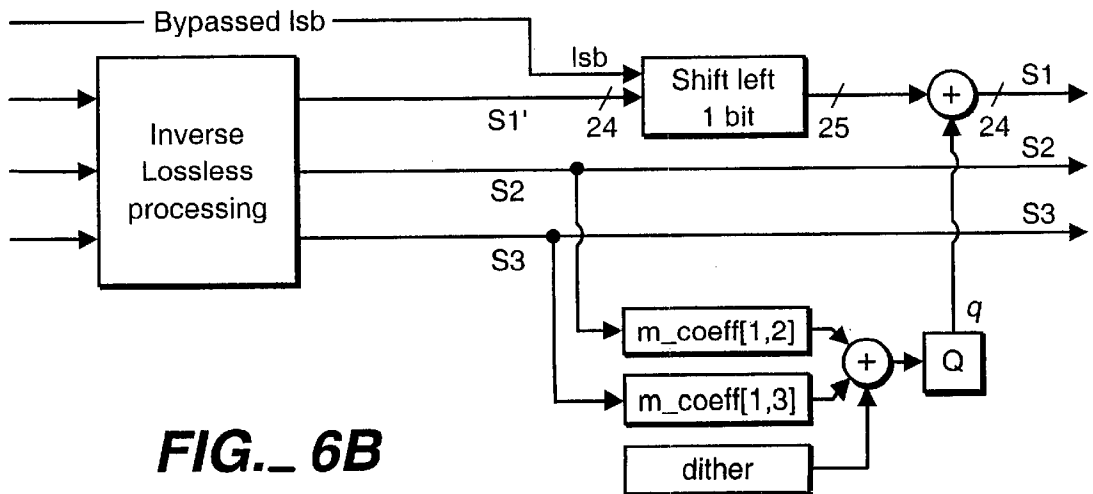 Bypassed lsb
lsb
Shift left
1 bit
S1'
24
25
24
S1
Inverse
Lossless
processing
S2
S2
S3
S3
m_coeff[1,2]
+
+
q
Q
m_coeff[1,3]
dither
FIG._ 6B